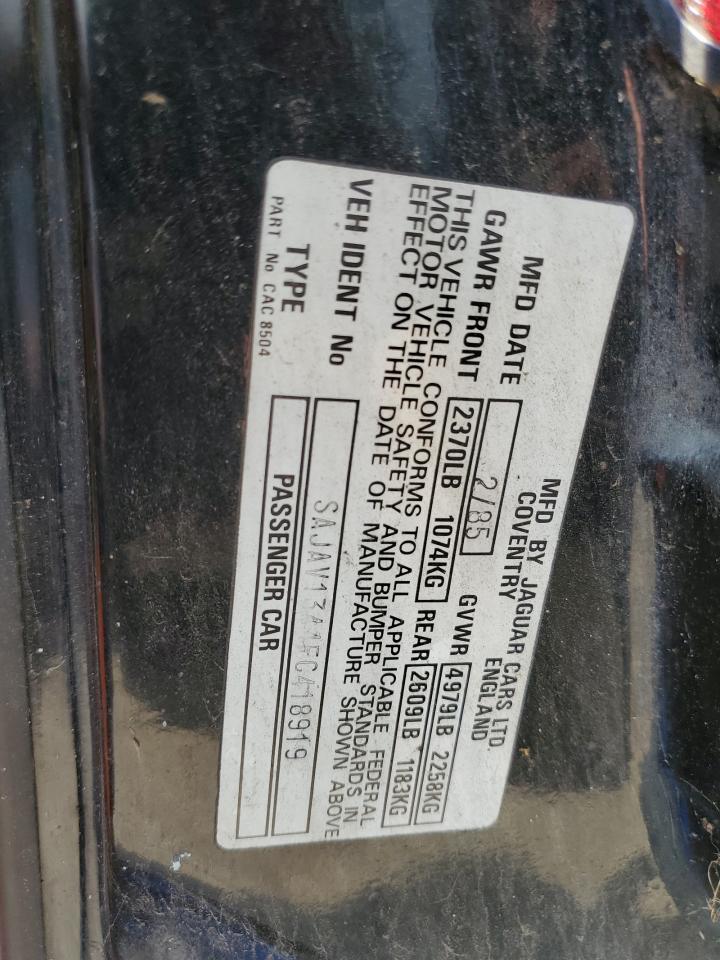 MFD BY JAGUAR CARS LTD.
COVENTRY ENGLAND
MFD DATE 2/85 GVWR 4979LB 2258KG
GAWR FRONT 2370LB 1074KG REAR 2609LB 1183KG
THIS VEHICLE CONFORMS TO ALL APPLICABLE FEDERAL
MOTOR VEHICLE SAFETY AND BUMPER STANDARDS IN
EFFECT ON THE DATE OF MANUFACTURE SHOWN ABOVE
VEH IDENT No SAJAV1344FC418919
TYPE PASSENGER CAR
PART No CAC 8504